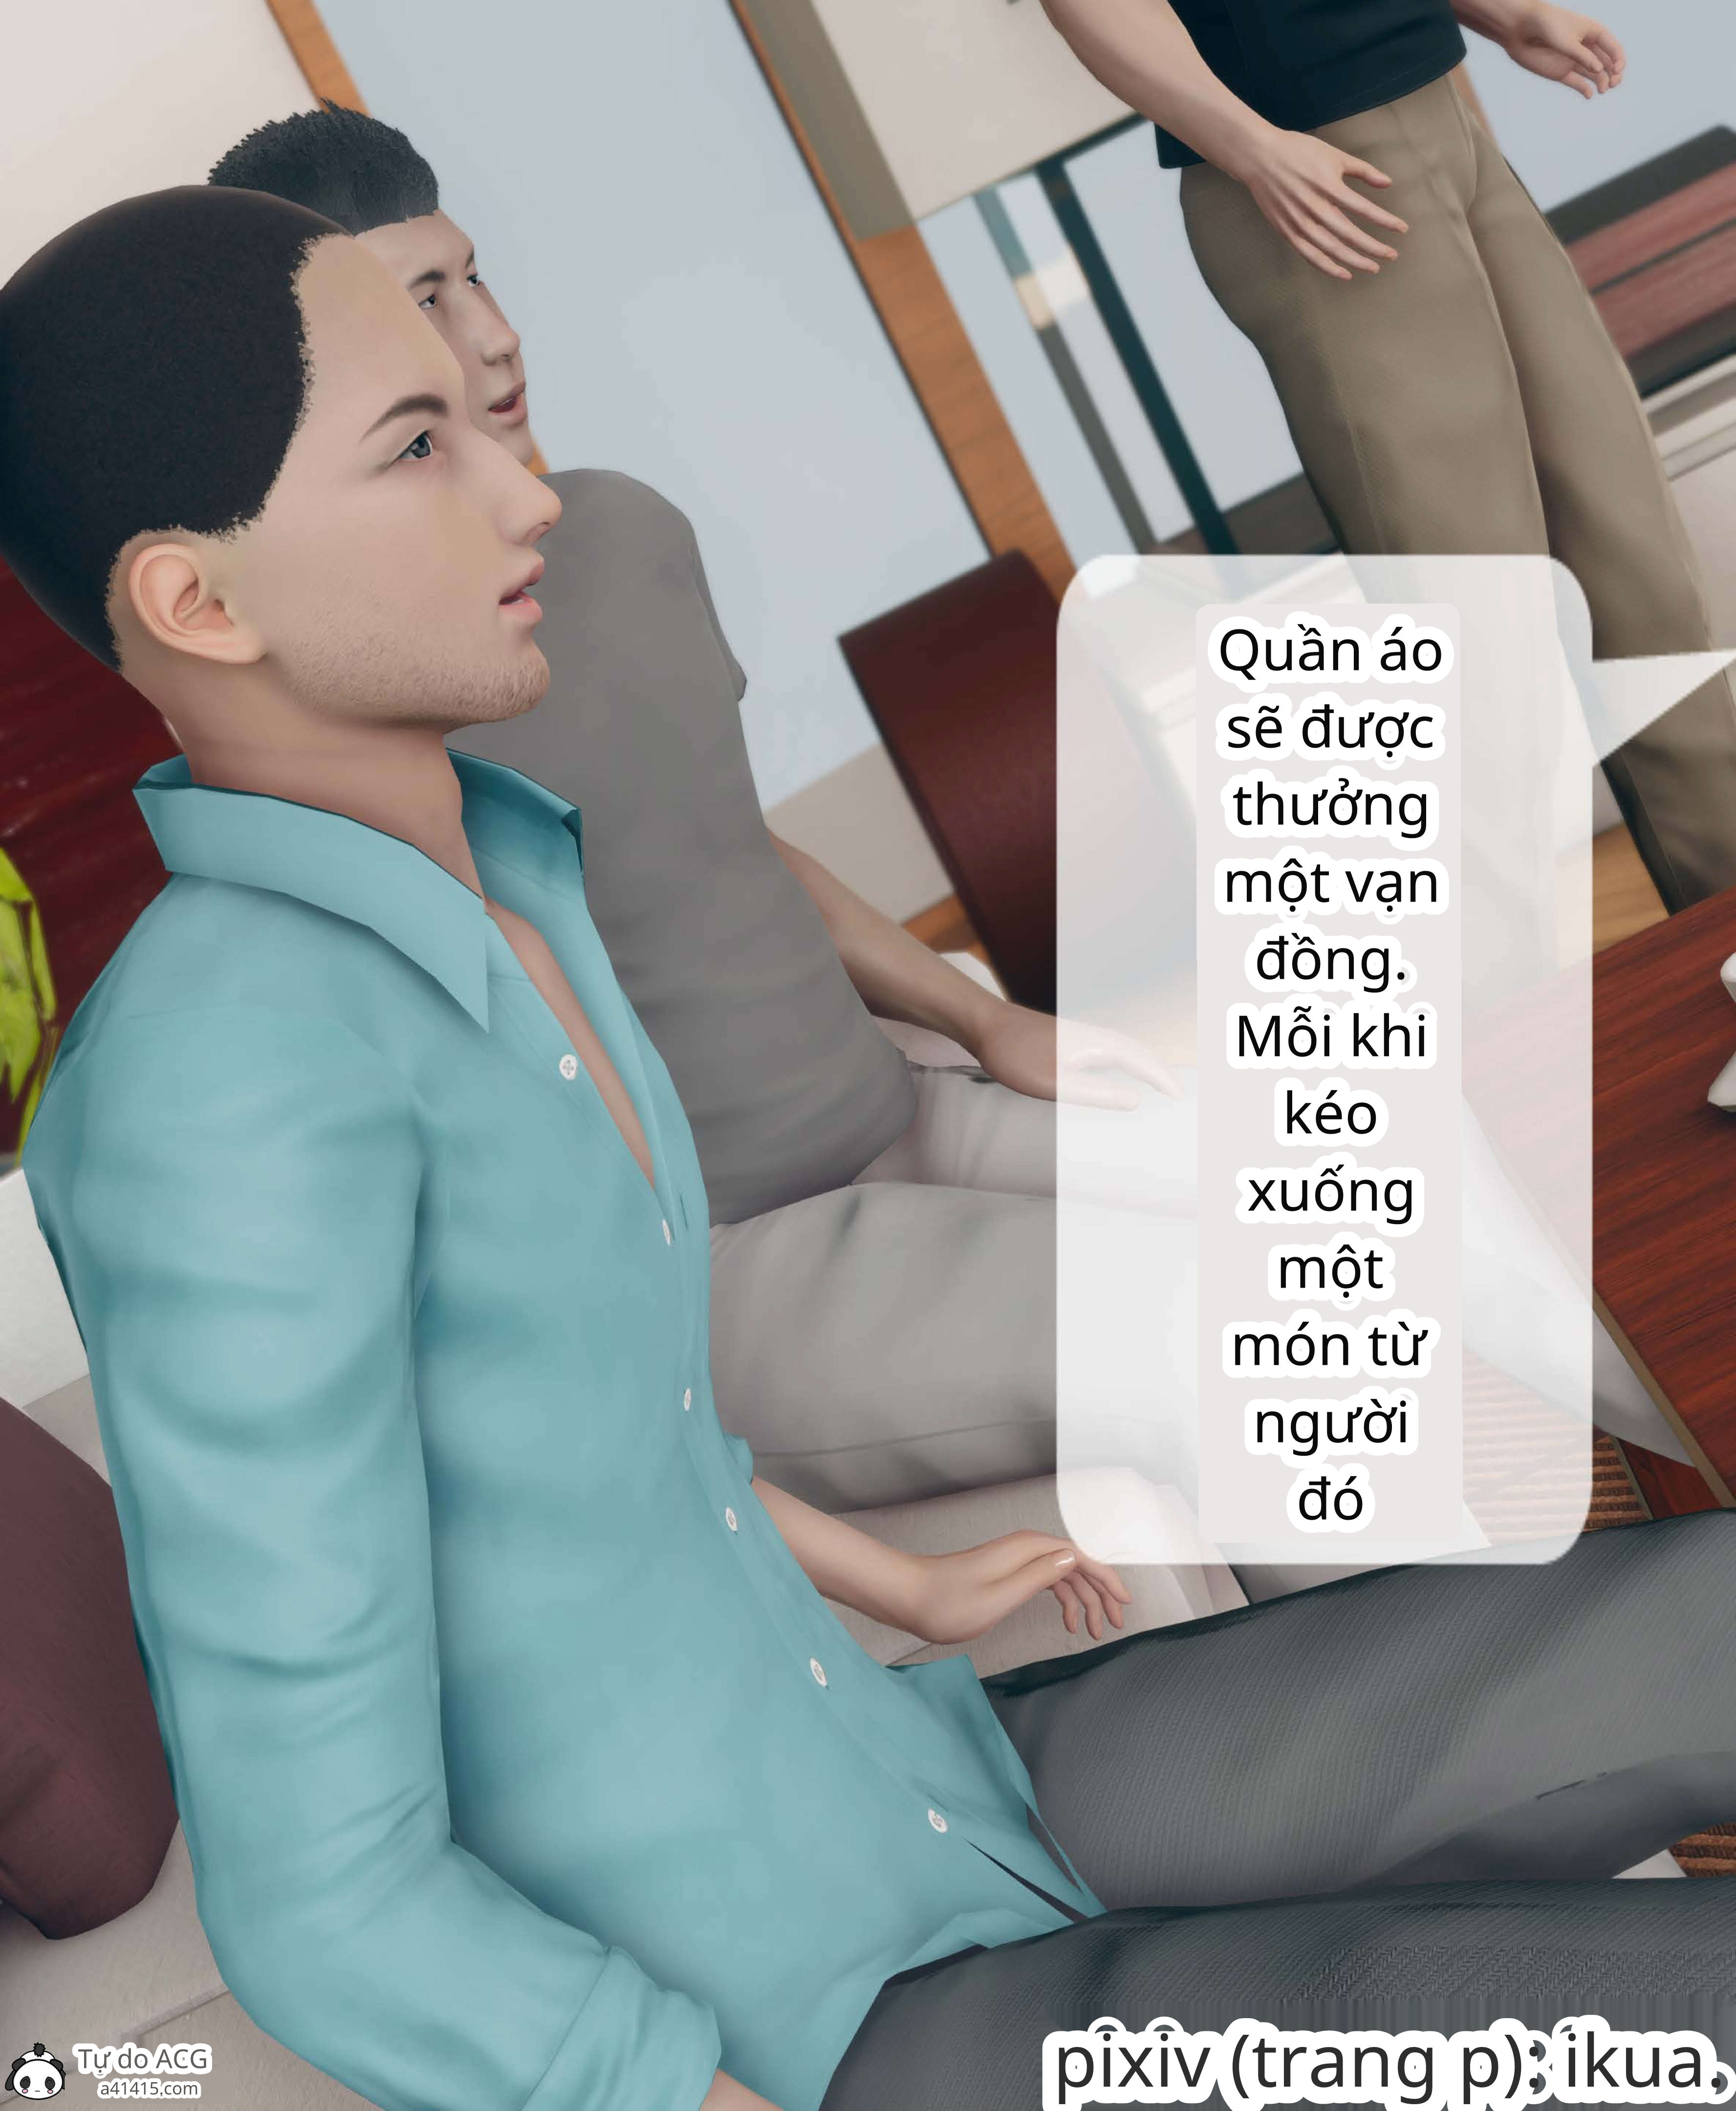 Quần áo
sẽ được
thưởng
một vạn
đồng.
Mỗi khi
kéo
xuống
một
món từ
người
đó
Tự do ACG
a41415.com
pixiv (trang p): ikua.